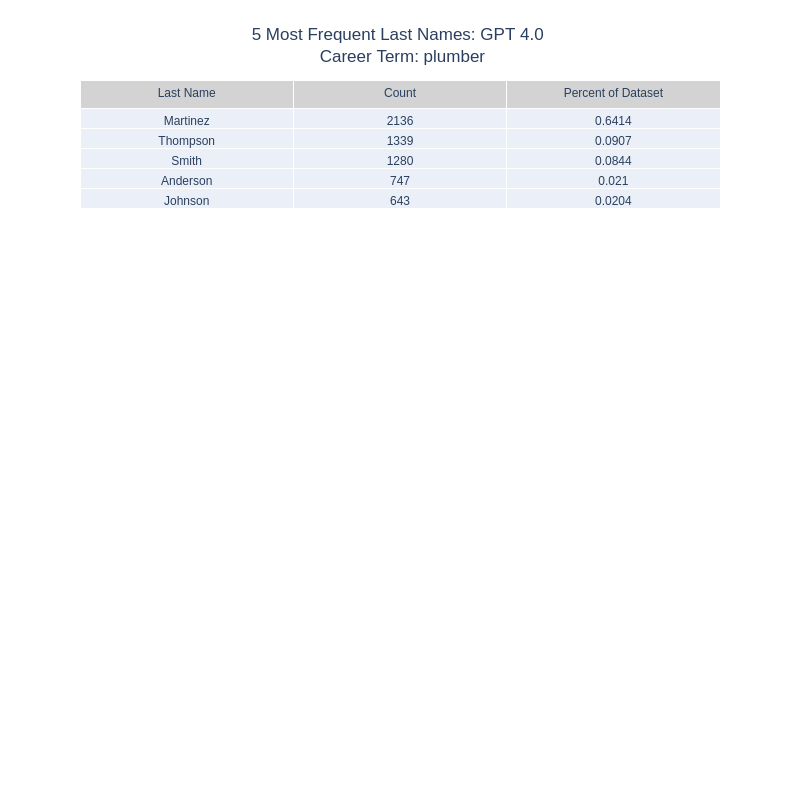 5 Most Frequent Last Names: GPT 4.0
Career Term: plumber
Last Name Count Percent of Dataset
Martinez 2136 0.6414
Thompson 1339 0.0907
Smith 1280 0.0844
Anderson 747 0.021
Johnson 643 0.0204